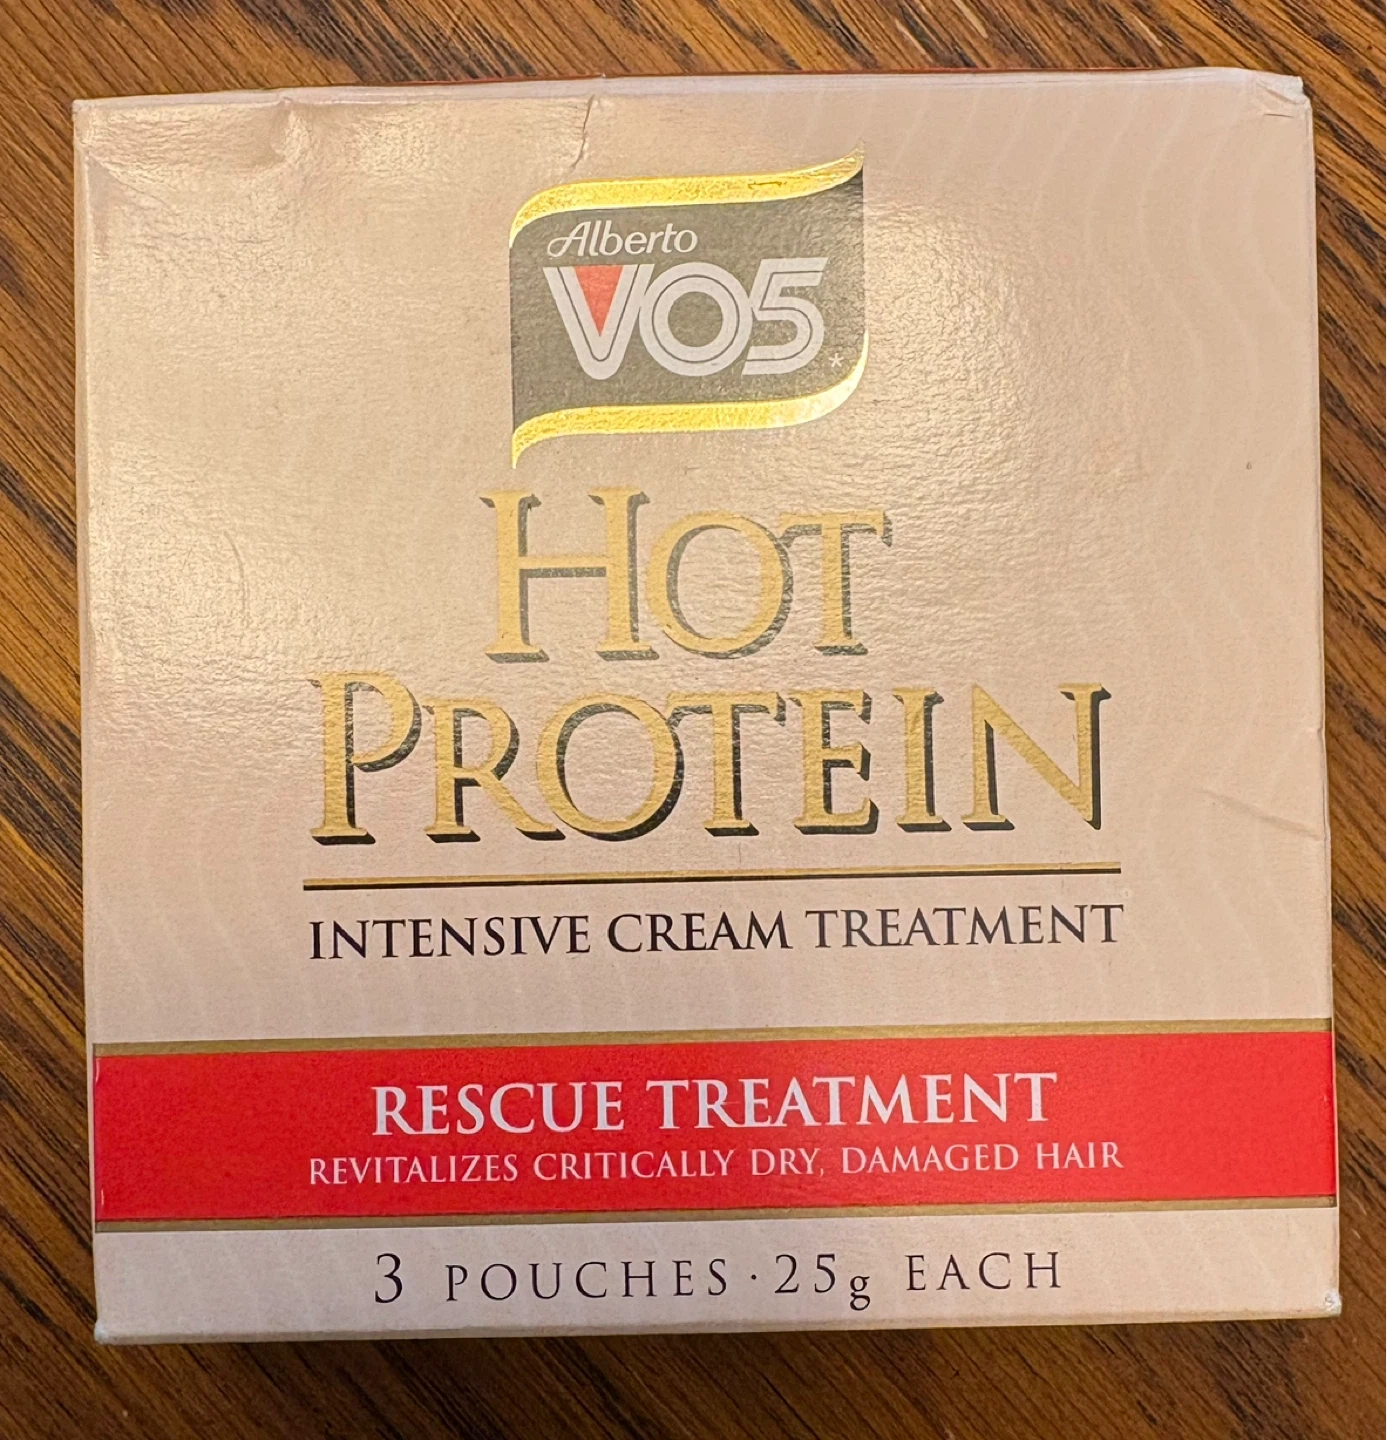 Alberto
VO5*
HOT
PROTEIN
INTENSIVE CREAM TREATMENT
RESCUE TREATMENT
REVITALIZES CRITICALLY DRY, DAMAGED HAIR
3 POUCHES · 25g EACH